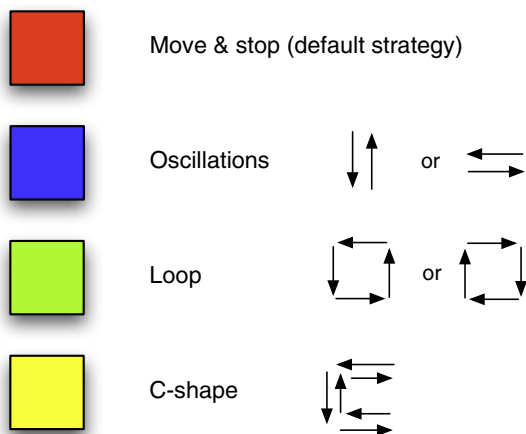 Move & stop (default strategy)
Oscillations or
Loop or
C-shape